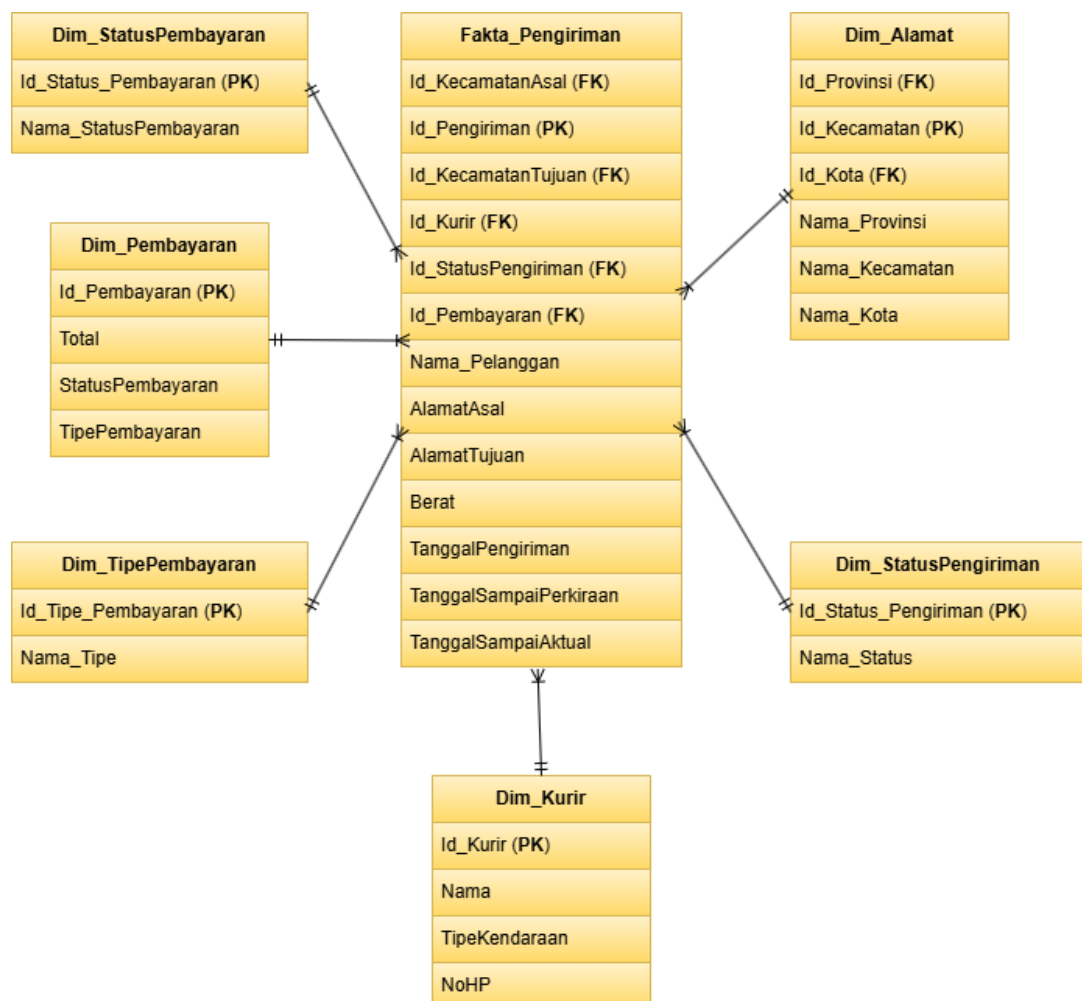 Dim_StatusPembayaran
Id_Status_Pembayaran (PK)
Nama_StatusPembayaran
Dim_Pembayaran
Id_Pembayaran (PK)
Total
StatusPembayaran
TipePembayaran
Dim_TipePembayaran
Id_Tipe_Pembayaran (PK)
Nama_Tipe
Fakta_Pengiriman
Id_KecamatanAsal (FK)
Id_Pengiriman (PK)
Id_KecamatanTujuan (FK)
Id_Kurir (FK)
Id_StatusPengiriman (FK)
Id_Pembayaran (FK)
Nama_Pelanggan
AlamatAsal
AlamatTujuan
Berat
TanggalPengiriman
TanggalSampaiPerkiraan
TanggalSampaiAktual
Dim_Kurir
Id_Kurir (PK)
Nama
TipeKendaraan
NoHP
Dim_Alamat
Id_Provinsi (FK)
Id_Kecamatan (PK)
Id_Kota (FK)
Nama_Provinsi
Nama_Kecamatan
Nama_Kota
Dim_StatusPengiriman
Id_Status_Pengiriman (PK)
Nama_Status